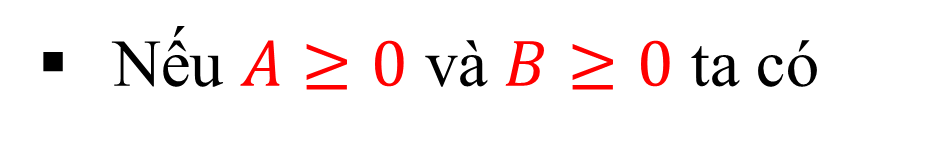 ▪ Nếu 𝐴 ≥ 0 và 𝐵 ≥ 0 ta có